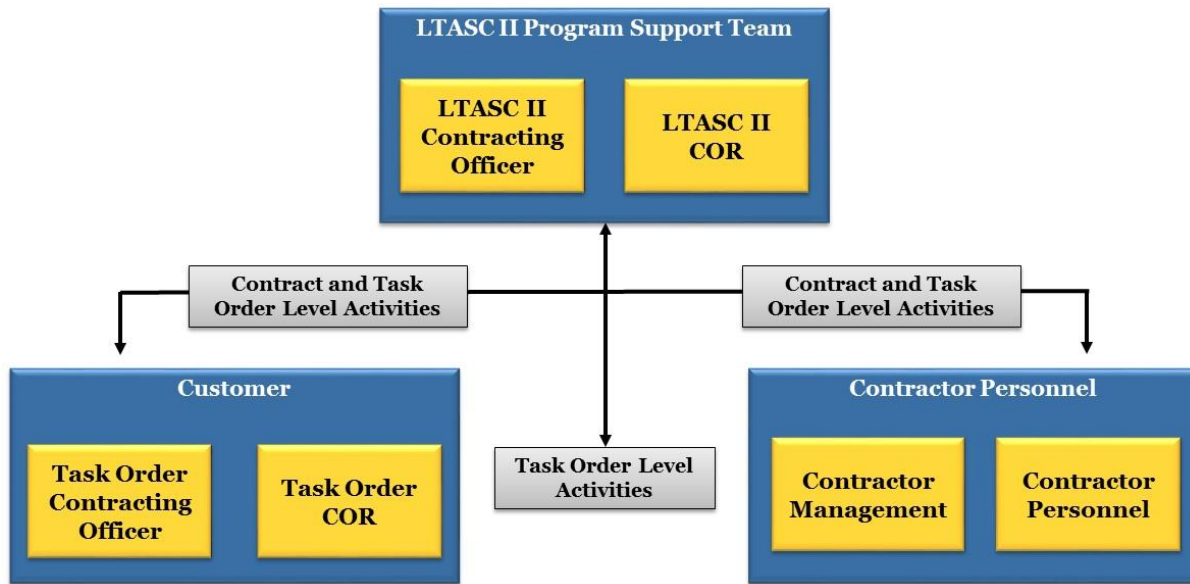 LTASC II Program Support Team
LTASC II
Contracting
Officer
LTASC II
COR
Contract and Task
Order Level Activities
Contract and Task
Order Level Activities
Customer
Task Order
Contracting
Officer
Task Order
COR
Task Order Level
Activities
Contractor Personnel
Contractor
Management
Contractor
Personnel